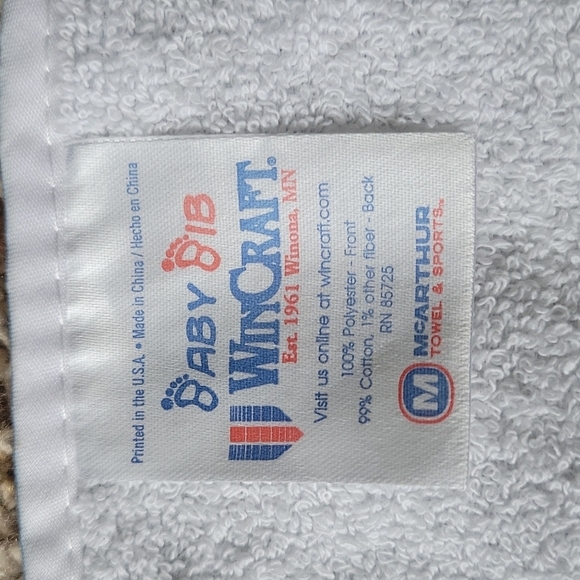 Printed in the U.S.A. • Made in China / Hecho en China
BABY BIB
WINCRAFT®
Est. 1961 Winona, MN
Visit us online at wincraft.com
100% Polyester - Front
99% Cotton, 1% other fiber - Back
RN 85725
M McARTHUR
TOWEL & SPORTS™